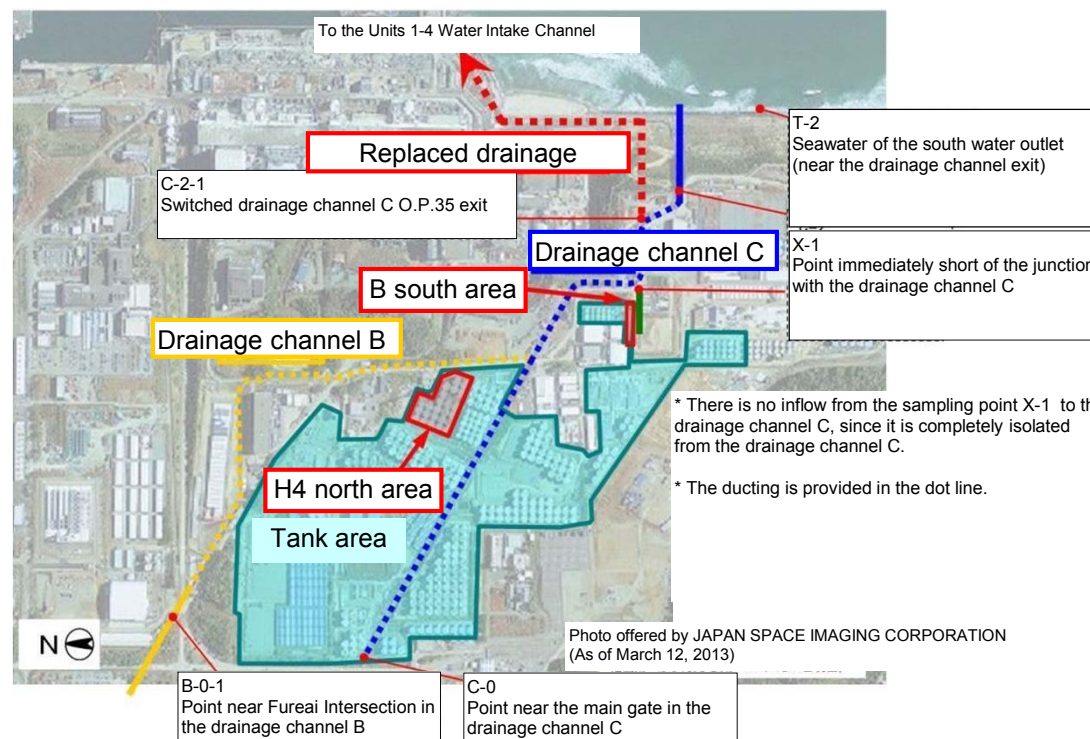 To the Units 1-4 Water Intake Channel
Replaced drainage
T-2
Seawater of the south water outlet
(near the drainage channel exit)
C-2-1
Switched drainage channel C O.P.35 exit
Drainage channel C
X-1
Point immediately short of the junction
with the drainage channel C
B south area
Drainage channel B
* There is no inflow from the sampling point X-1 to th
drainage channel C, since it is completely isolated
from the drainage channel C.
* The ducting is provided in the dot line.
H4 north area
Tank area
N
Photo offered by JAPAN SPACE IMAGING CORPORATION
(As of March 12, 2013)
B-0-1
Point near Fureai Intersection in
the drainage channel B
C-0
Point near the main gate in the
drainage channel C